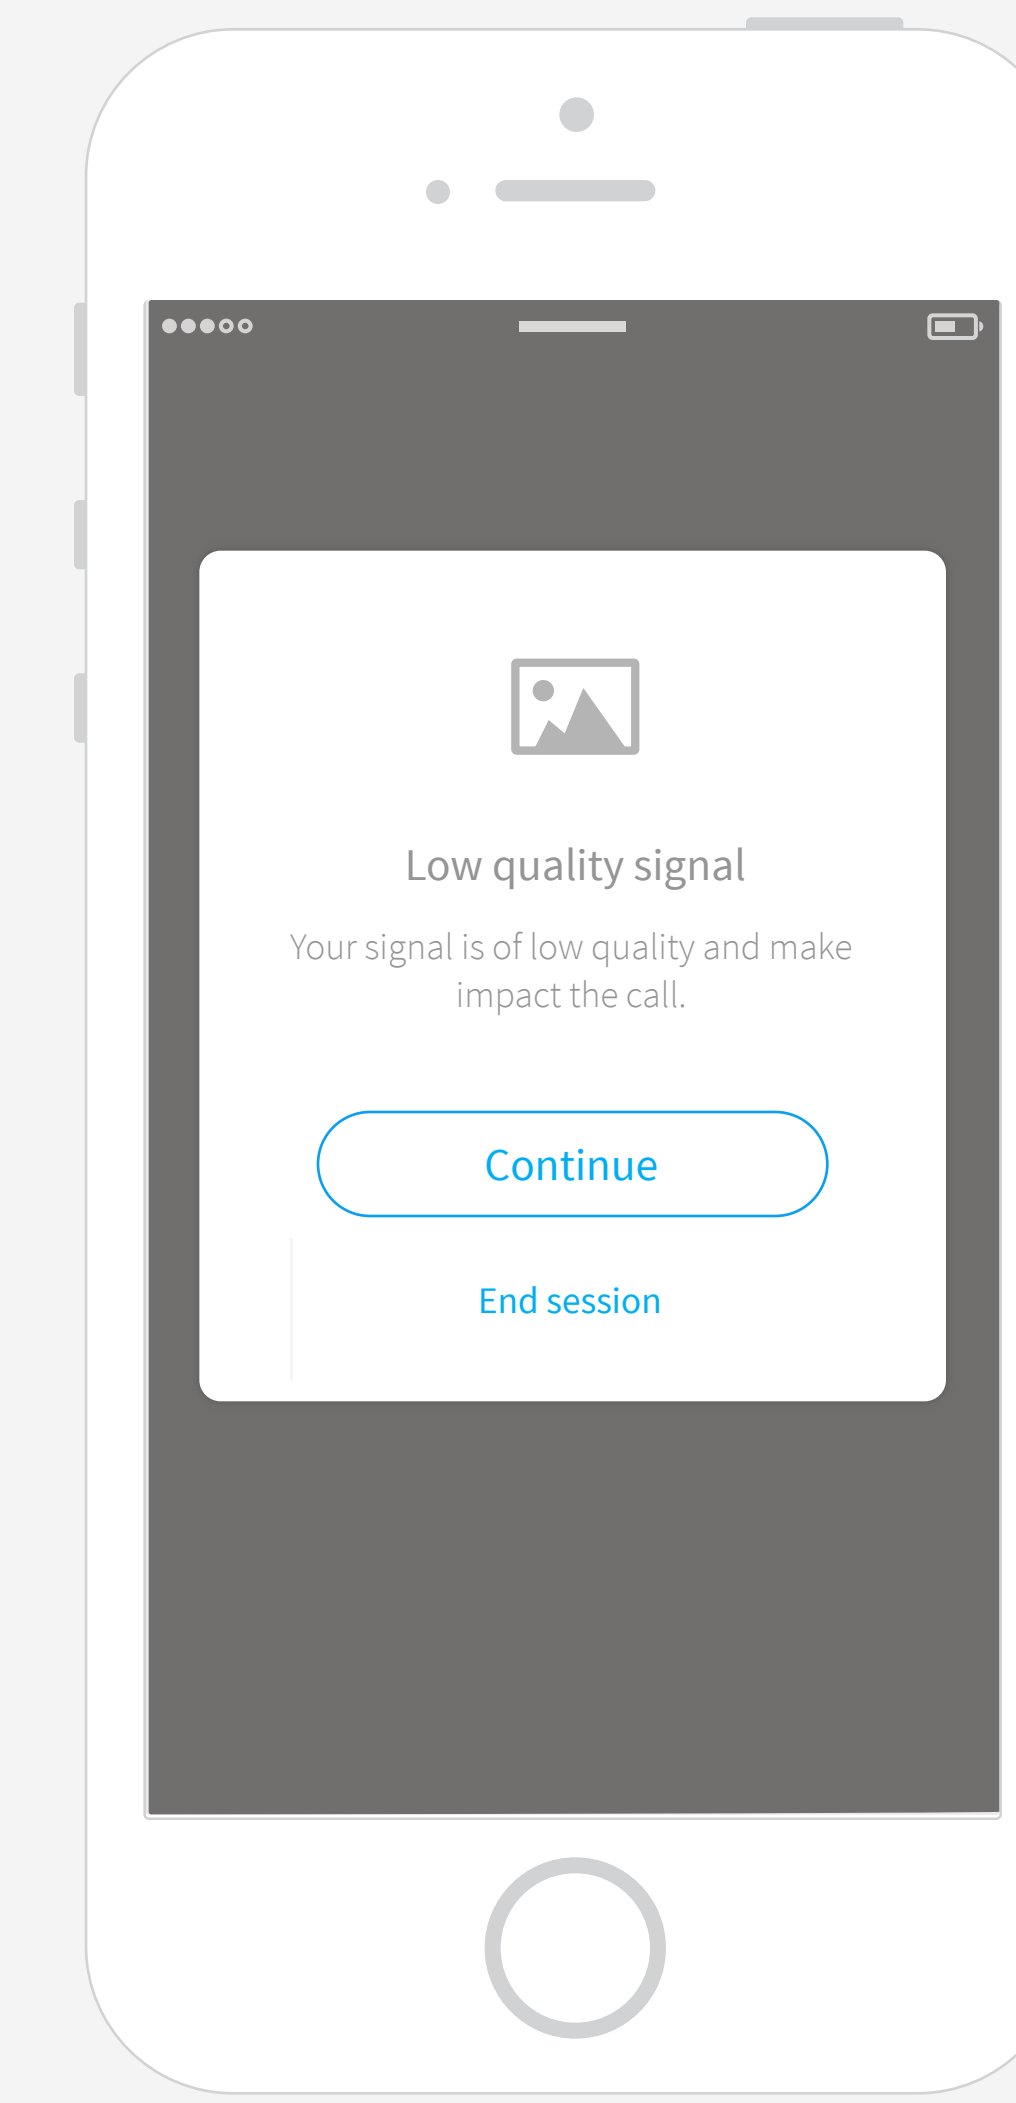 Low quality signal
Your signal is of low quality and make
impact the call.
Continue
End session